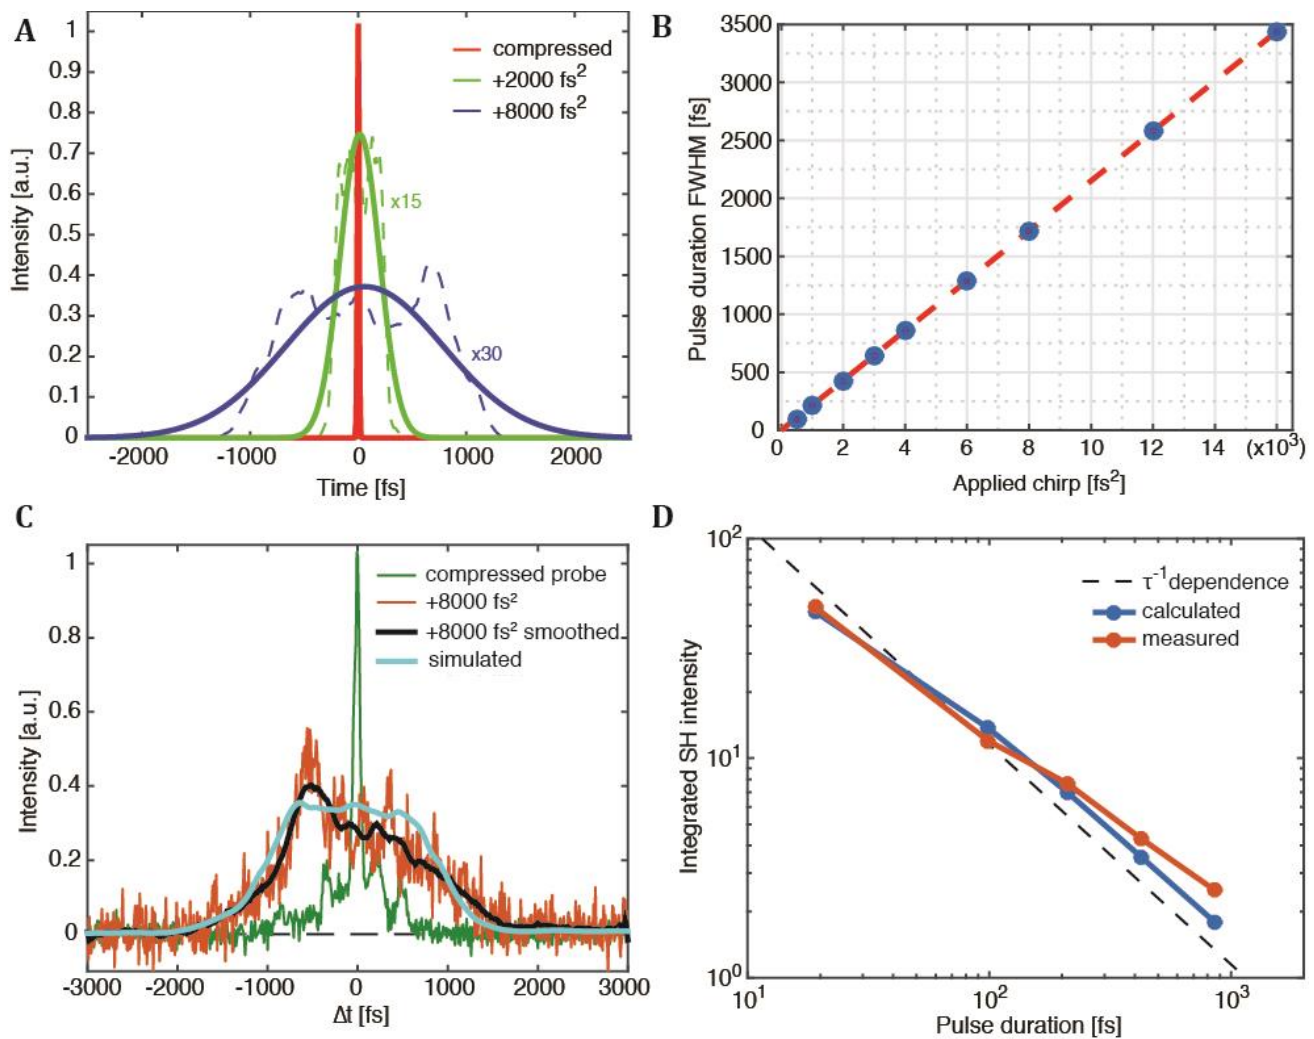 A
1
0.9
0.8
0.7
0.6
0.5
0.4
0.3
0.2
0.1
0
Intensity [a.u.]
compressed
+2000 fs²
+8000 fs²
x15
x30
-2000 -1000 0 1000 2000
Time [fs]
B
3500
3000
2500
2000
1500
1000
500
0
Pulse duration FWHM [fs]
0 2 4 6 8 10 12 14 (x10³)
Applied chirp [fs²]
C
1
0.8
0.6
0.4
0.2
0
Intensity [a.u.]
compressed probe
+8000 fs²
+8000 fs² smoothed
simulated
-3000 -2000 -1000 0 1000 2000 3000
Δt [fs]
D
10²
10¹
10⁰
Integrated SH intensity
τ⁻¹ dependence
calculated
measured
10¹ 10² 10³
Pulse duration [fs]